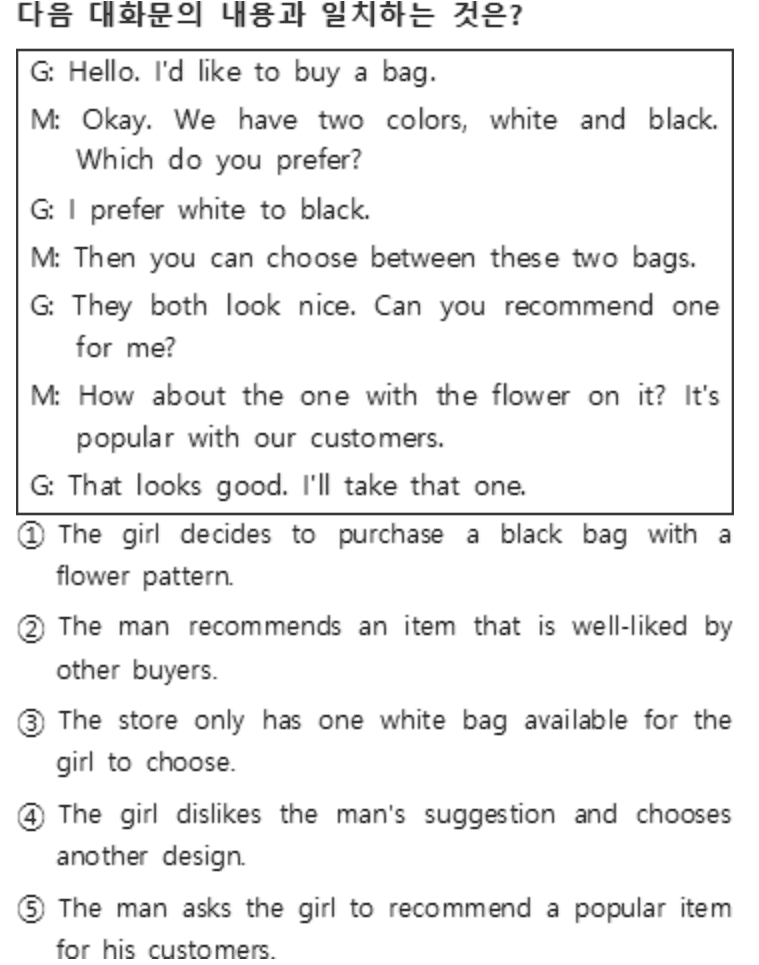 다음 대화문의 내용과 일치하는 것은?
G: Hello. I'd like to buy a bag.
M: Okay. We have two colors, white and black.
Which do you prefer?
G: I prefer white to black.
M: Then you can choose between these two bags.
G: They both look nice. Can you recommend one
for me?
M: How about the one with the flower on it? It's
popular with our customers.
G: That looks good. I'll take that one.
① The girl decides to purchase a black bag with a
flower pattern.
② The man recommends an item that is well-liked by
other buyers.
③ The store only has one white bag available for the
girl to choose.
④ The girl dislikes the man's suggestion and chooses
another design.
⑤ The man asks the girl to recommend a popular item
for his customers.